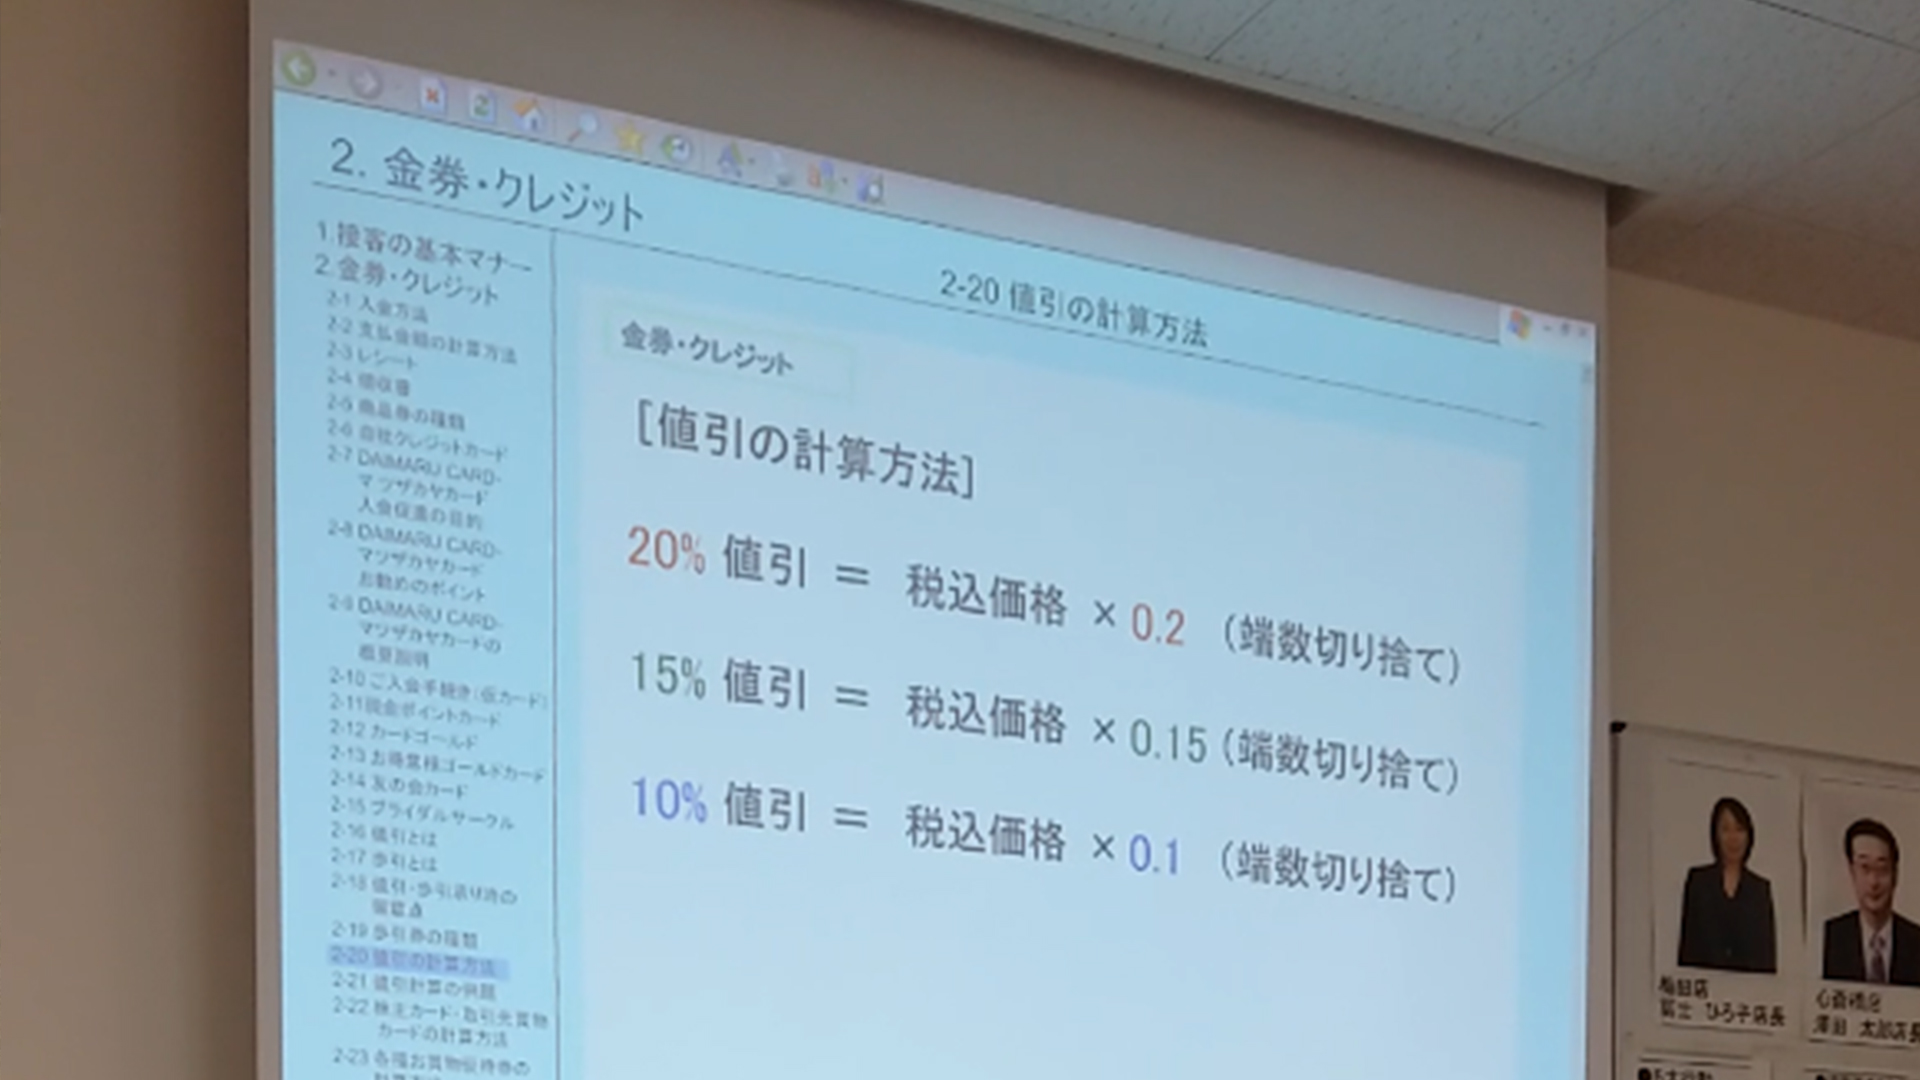 2. 金券・クレジット
2-20 値引の計算方法
1.接客の基本マナー
2.金券・クレジット
2-1 入会方法
2-2 支払金額の計算方法
2-3 レシート
2-4 領収書
2-5 商品券の種類
2-6 自社クレジットカード
2-7 DAIMARU CARD-
マツザカヤカード
入会促進の目的
2-8 DAIMARU CARD-
マツザカヤカード
お勧めのポイント
2-9 DAIMARU CARD-
マツザカヤカードの
概要説明
2-10 ご入会手続き(仮カード)
2-11現金ポイントカード
2-12 カードゴールド
2-13 お得意様ゴールドカード
2-14 友の会カード
2-15 ブライダルサークル
2-16 値引とは
2-17 歩引とは
2-18 値引・歩引承り時の
留意点
2-19 歩引券の種類
2-20 値引の計算方法
2-21 値引計算の例題
2-22 株主カード・取引先買物
カードの計算方法
2-23 各種お買物優待券の
金券・クレジット
[値引の計算方法]
20% 値引 = 税込価格 × 0.2 (端数切り捨て)
15% 値引 = 税込価格 × 0.15 (端数切り捨て)
10% 値引 = 税込価格 × 0.1 (端数切り捨て)
ひろ子店長
心斎橋店
太郎店長